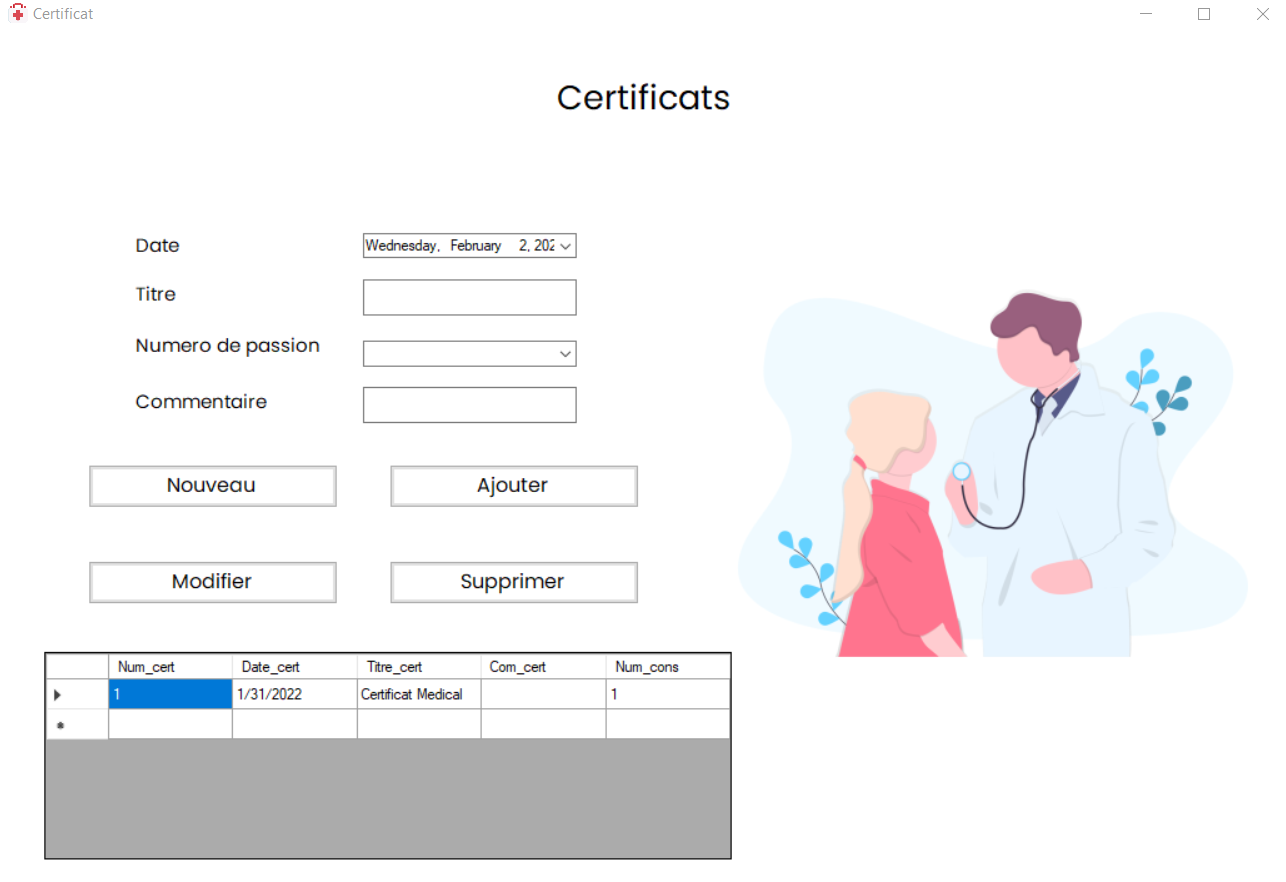 Certificat
Certificats
Date
Wednesday, February 2, 202
Titre
Numero de passion
Commentaire
Nouveau Ajouter
Modifier Supprimer
Num_cert Date_cert Titre_cert Com_cert Num_cons
1 1/31/2022 Certificat Medical 1